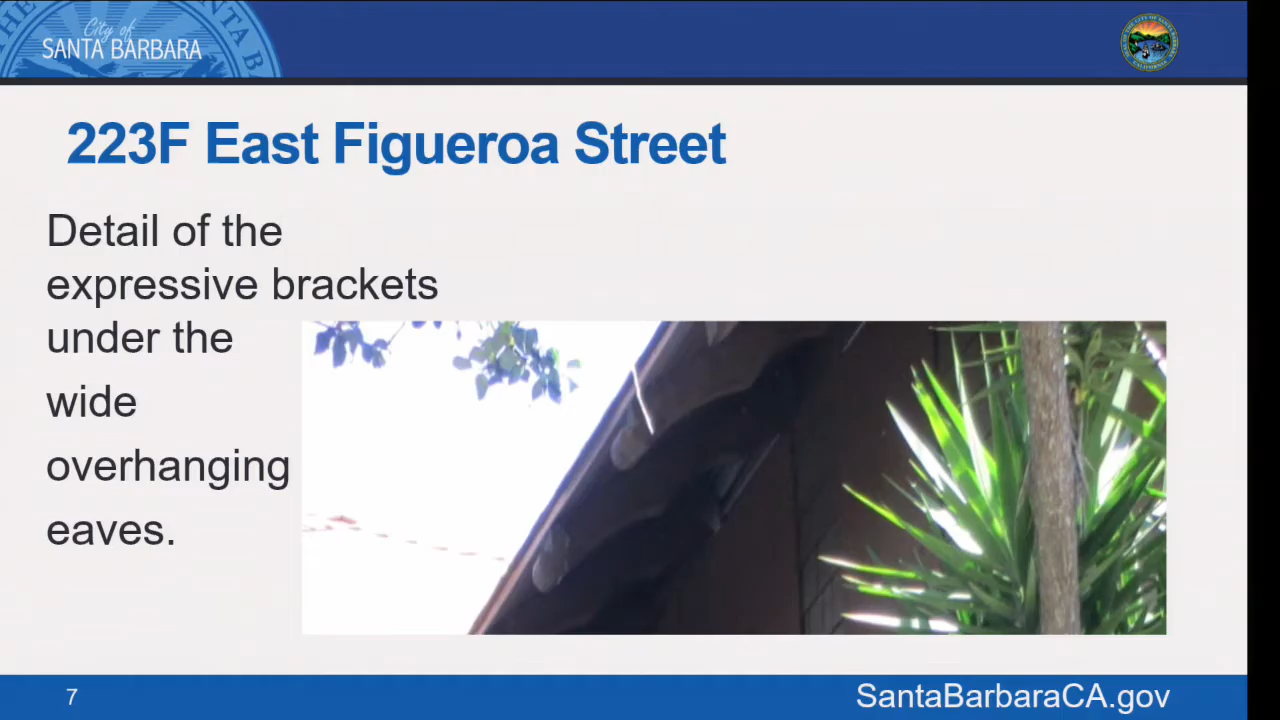 City of
SANTA BARBARA
223F East Figueroa Street
Detail of the
expressive brackets
under the
wide
overhanging
eaves.
7
SantaBarbaraCA.gov